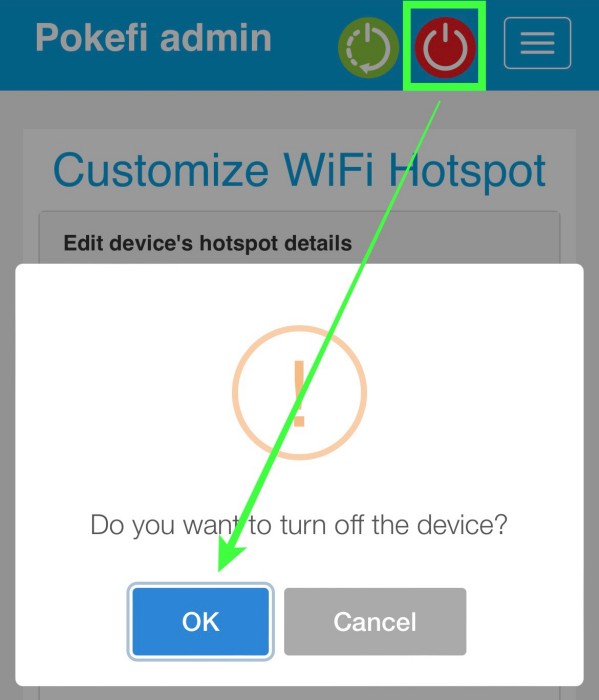 Pokefi admin
Customize WiFi Hotspot
Edit device's hotspot details
!
Do you want to turn off the device?
OK
Cancel